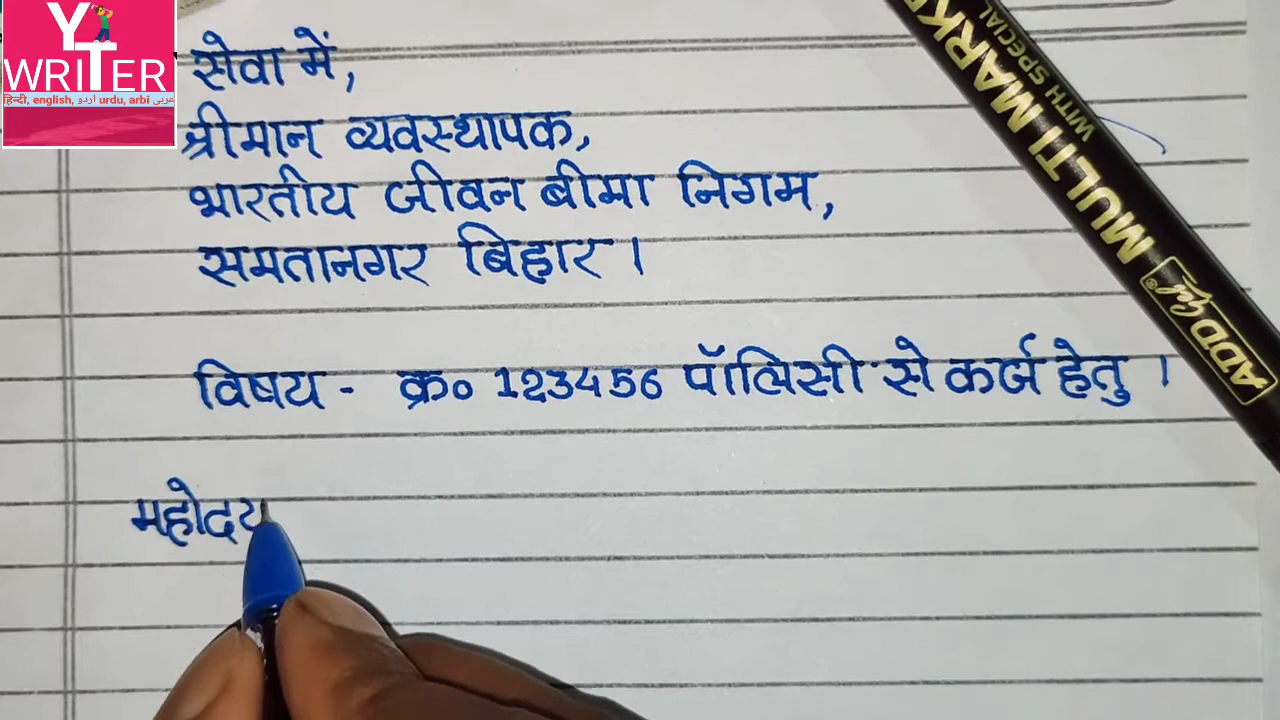 YT
WRITER
हिन्दी, english, اردو urdu, arbi عربی
सेवा में,
श्रीमान व्यवस्थापक,
भारतीय जीवन बीमा निगम,
समतानगर बिहार।
विषय - क्र० 123456 पॉलिसी से कर्ज हेतु।
महोदय
MULTI MARKE
WITH SPECIAL
ADD Gel